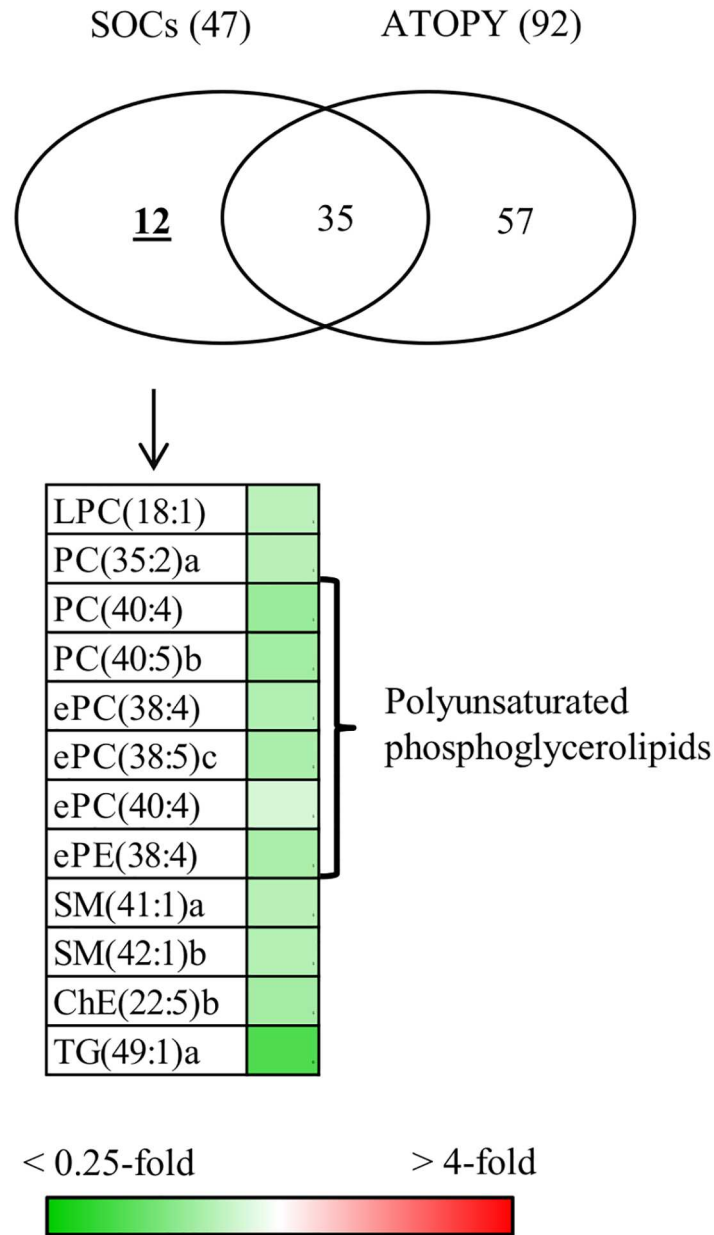 SOCs (47) ATOPY (92)
12 35 57
LPC(18:1)
PC(35:2)a
PC(40:4)
PC(40:5)b
ePC(38:4)
ePC(38:5)c
ePC(40:4)
ePE(38:4)
SM(41:1)a
SM(42:1)b
ChE(22:5)b
TG(49:1)a
Polyunsaturated
phosphoglycerolipids
< 0.25-fold > 4-fold